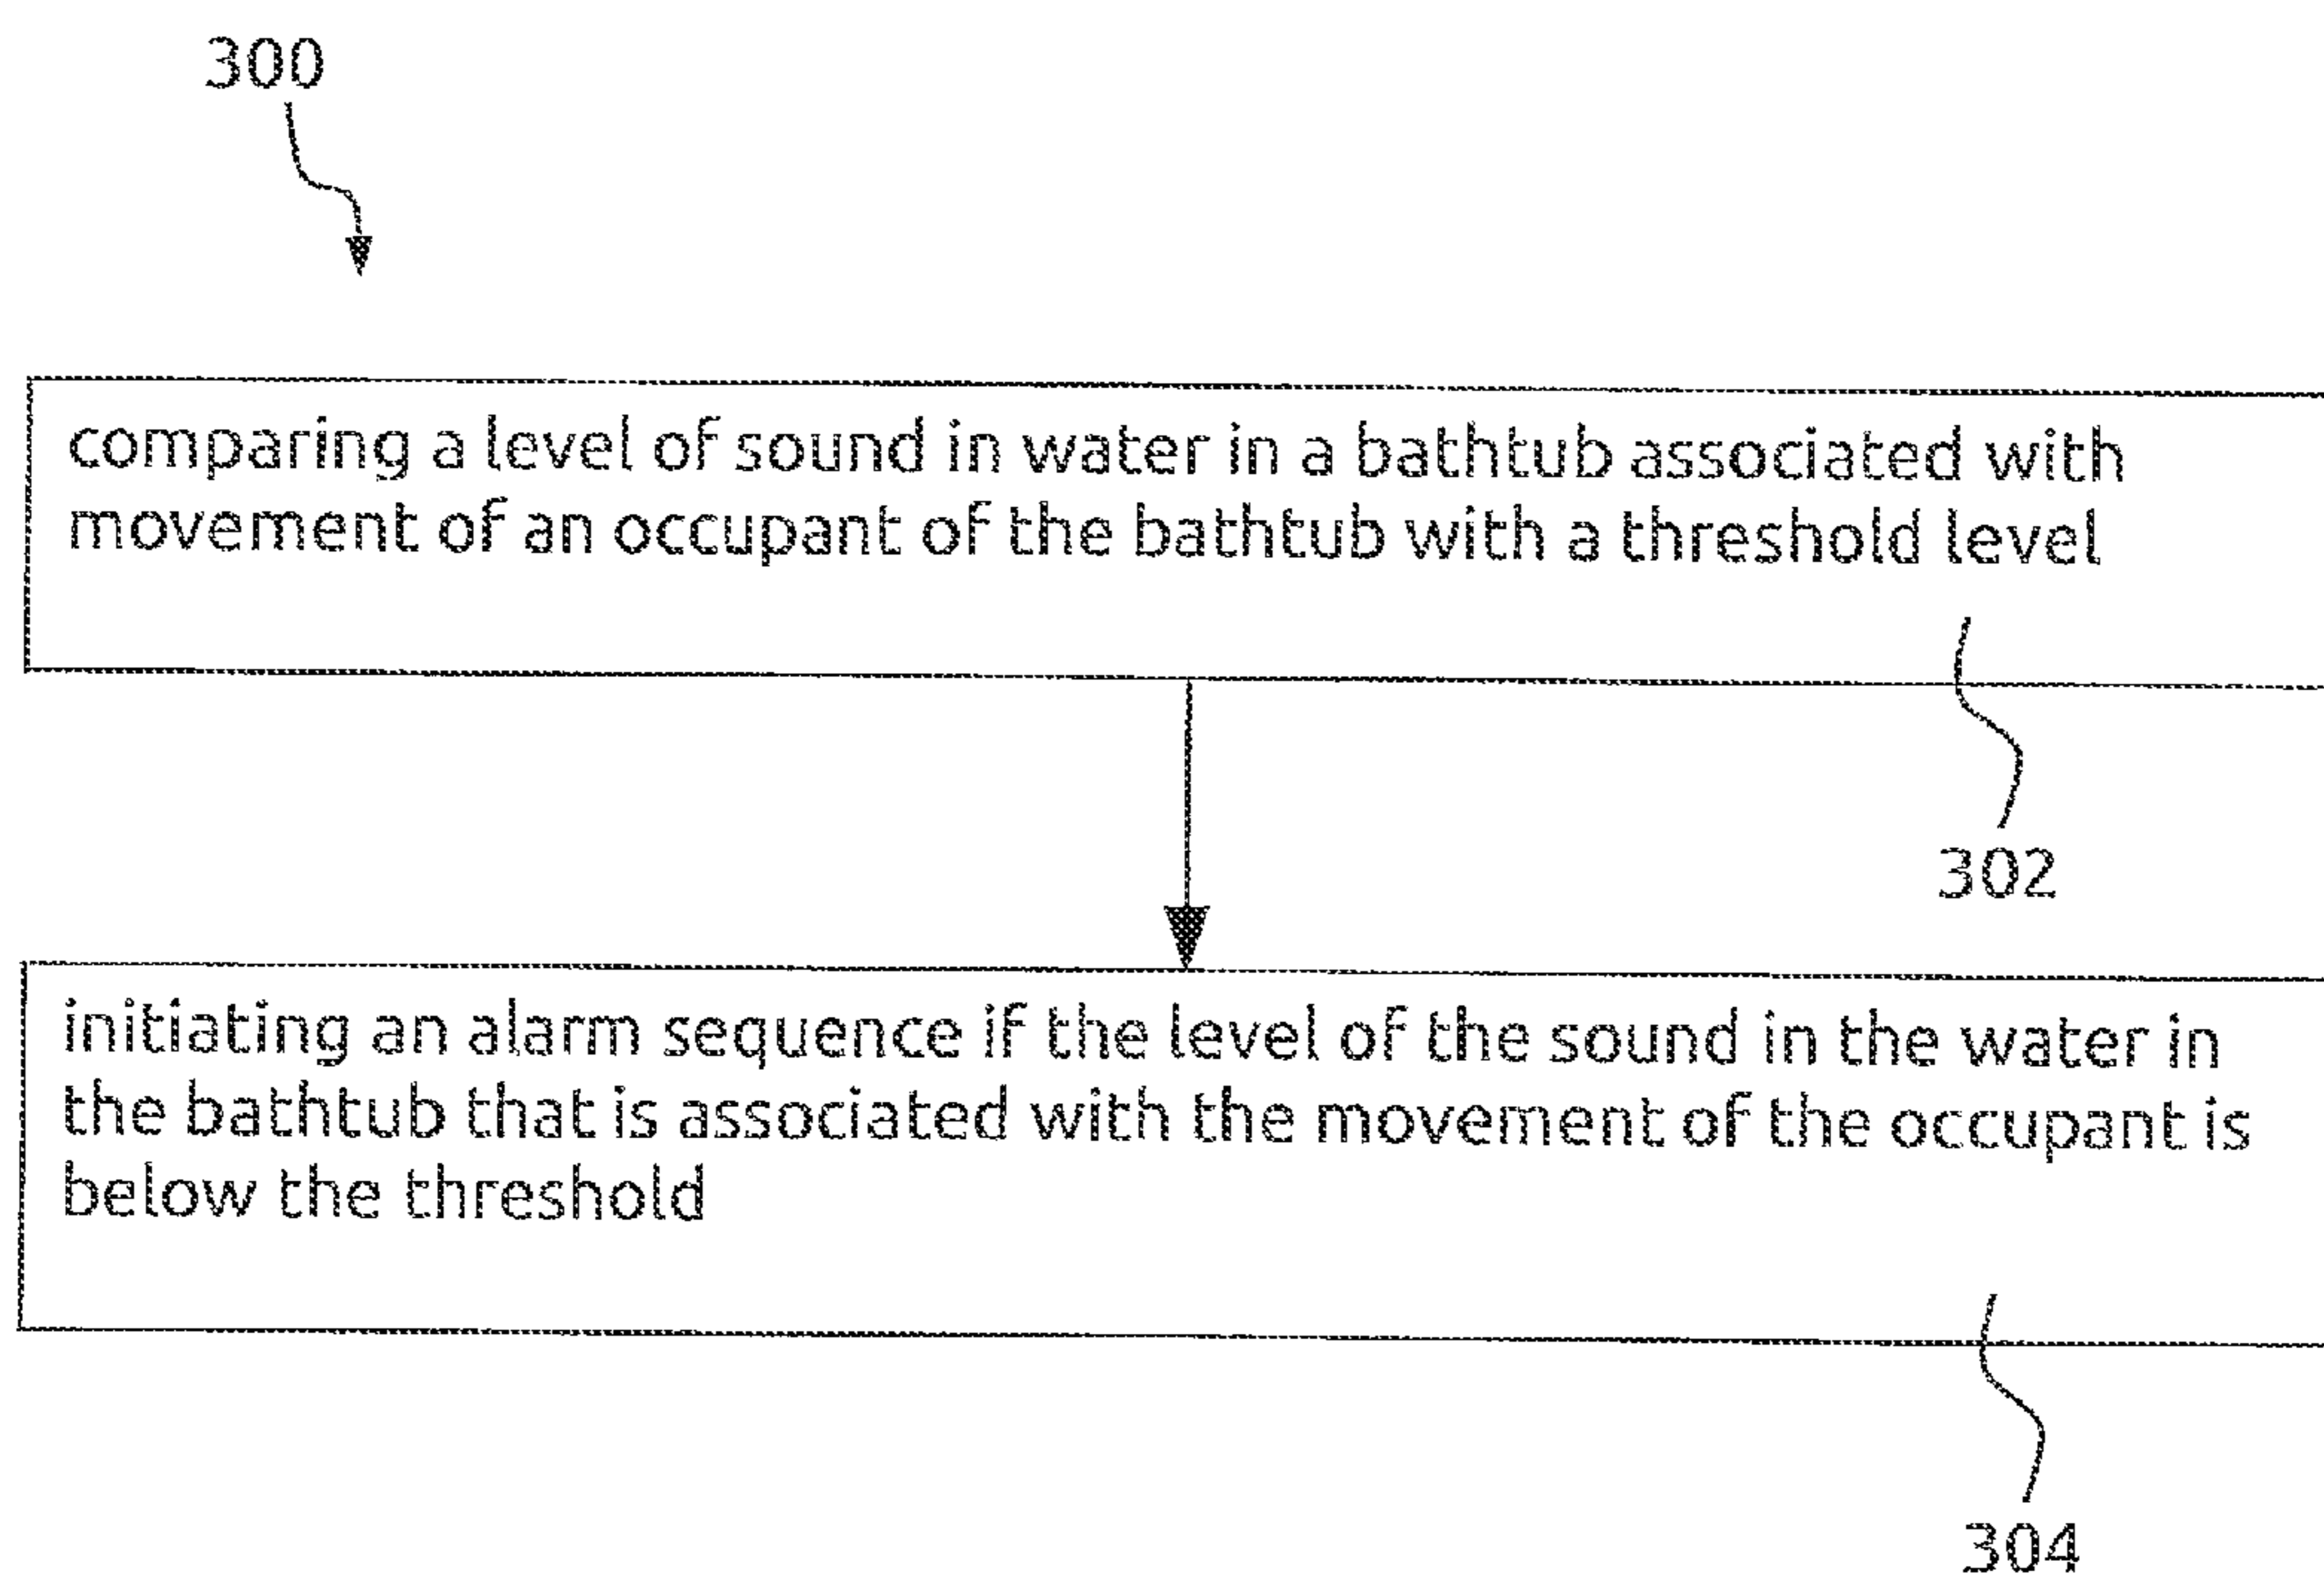 300
comparing a level of sound in water in a bathtub associated with
movement of an occupant of the bathtub with a threshold level
302
initiating an alarm sequence if the level of the sound in the water in
the bathtub that is associated with the movement of the occupant is
below the threshold
304